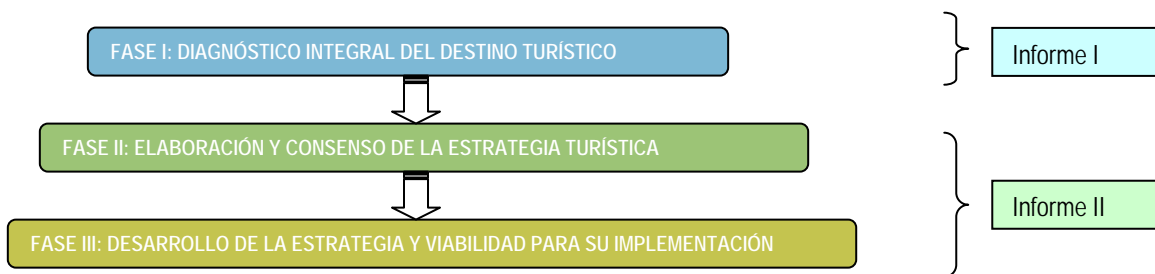 FASE I: DIAGNÓSTICO INTEGRAL DEL DESTINO TURÍSTICO
Informe I
FASE II: ELABORACIÓN Y CONSENSO DE LA ESTRATEGIA TURÍSTICA
Informe II
FASE III: DESARROLLO DE LA ESTRATEGIA Y VIABILIDAD PARA SU IMPLEMENTACIÓN